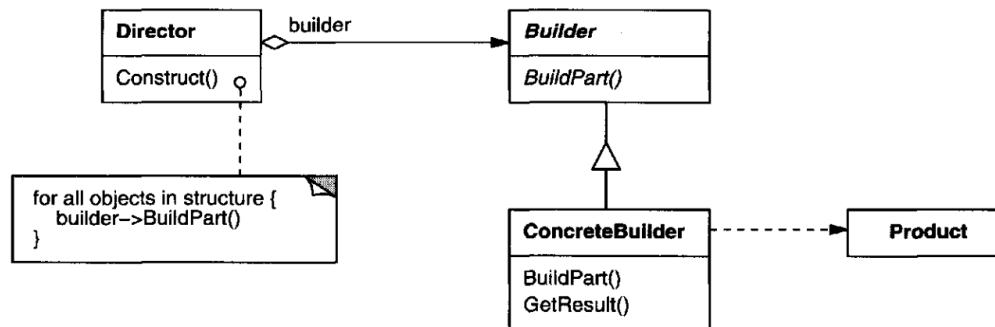 Director
builder
Builder
Construct()
BuildPart()
for all objects in structure {
builder–>BuildPart()
}
ConcreteBuilder
Product
BuildPart()
GetResult()